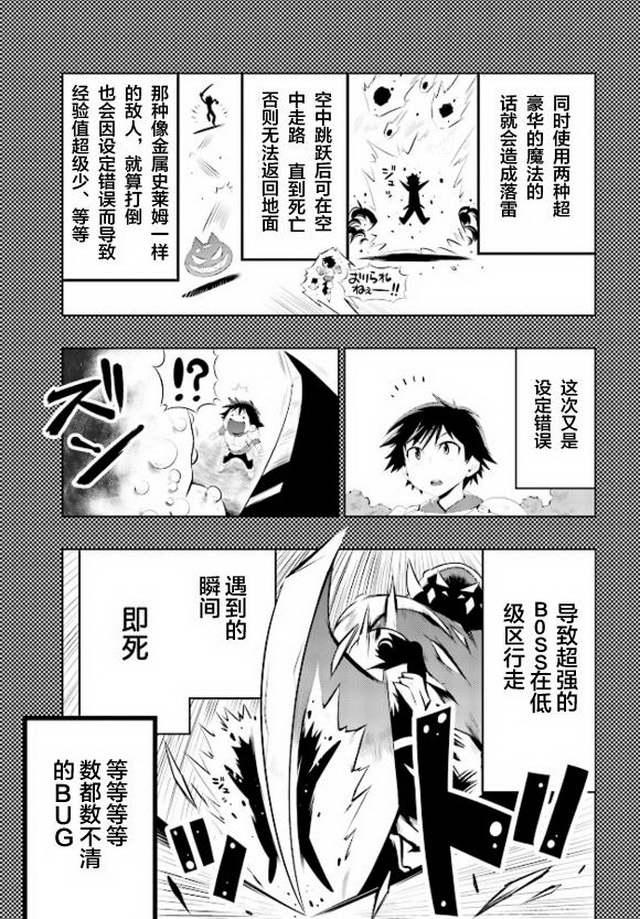 同时使用两种超
豪华的魔法的
话就会造成落雷
空中跳跃后可在空
中走路 直到死亡
否则无法返回地面
おりられ
ねぇーー!!
那种像金属史莱姆一样
的敌人，就算打倒
也会因设定错误而导致
经验值超级少、等等
这次又是
设定错误
!?
ズン
导致超强的
B0SS在低
级区行走
遇到的
瞬间
即死
ドッ
等等等等
数都数不清
的BUG